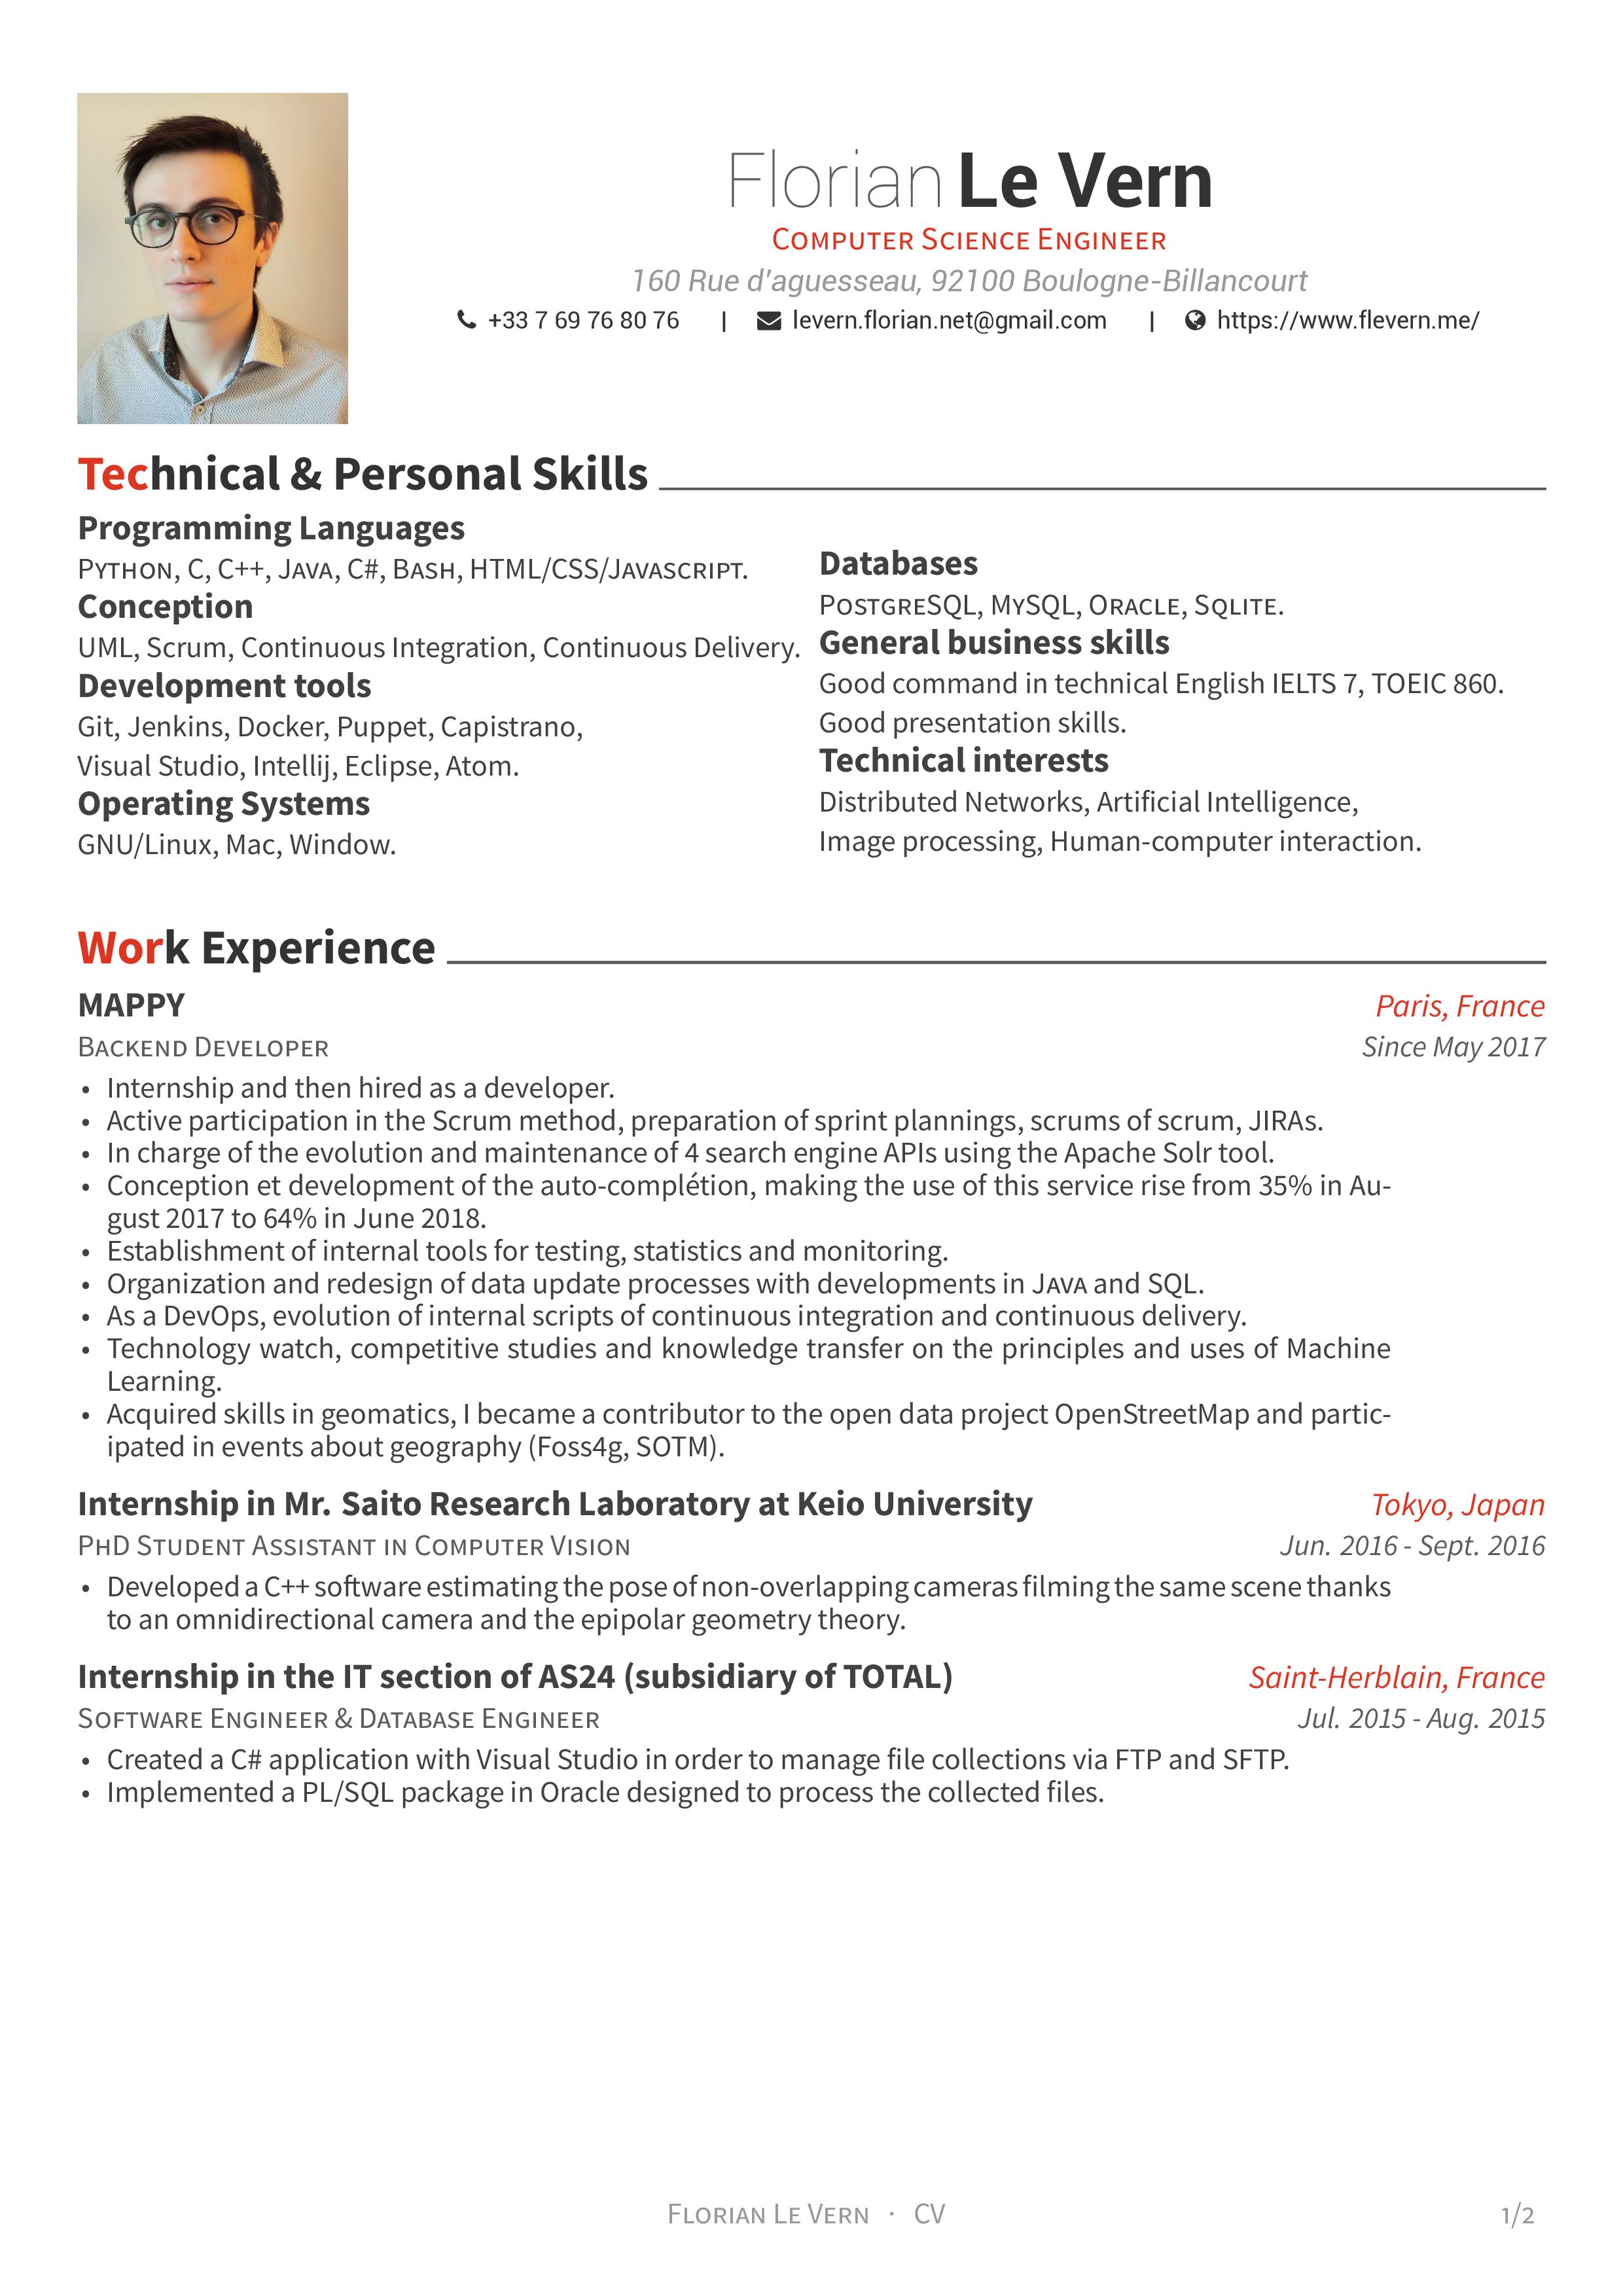 Florian Le Vern
Computer Science Engineer
160 Rue d'aguesseau, 92100 Boulogne-Billancourt
+33 7 69 76 80 76 | levern.florian.net@gmail.com | https://www.flevern.me/
Technical & Personal Skills
Programming Languages
Python, C, C++, Java, C#, Bash, HTML/CSS/Javascript.
Conception
UML, Scrum, Continuous Integration, Continuous Delivery.
Development tools
Git, Jenkins, Docker, Puppet, Capistrano,
Visual Studio, Intellij, Eclipse, Atom.
Operating Systems
GNU/Linux, Mac, Window.
Databases
PostgreSQL, MySQL, Oracle, Sqlite.
General business skills
Good command in technical English IELTS 7, TOEIC 860.
Good presentation skills.
Technical interests
Distributed Networks, Artificial Intelligence,
Image processing, Human-computer interaction.
Work Experience
MAPPY Paris, France
Backend Developer Since May 2017
• Internship and then hired as a developer.
• Active participation in the Scrum method, preparation of sprint plannings, scrums of scrum, JIRAs.
• In charge of the evolution and maintenance of 4 search engine APIs using the Apache Solr tool.
• Conception et development of the auto-complétion, making the use of this service rise from 35% in Au-
gust 2017 to 64% in June 2018.
• Establishment of internal tools for testing, statistics and monitoring.
• Organization and redesign of data update processes with developments in Java and SQL.
• As a DevOps, evolution of internal scripts of continuous integration and continuous delivery.
• Technology watch, competitive studies and knowledge transfer on the principles and uses of Machine
Learning.
• Acquired skills in geomatics, I became a contributor to the open data project OpenStreetMap and partic-
ipated in events about geography (Foss4g, SOTM).
Internship in Mr. Saito Research Laboratory at Keio University Tokyo, Japan
PhD Student Assistant in Computer Vision Jun. 2016 - Sept. 2016
• Developed a C++ software estimating the pose of non-overlapping cameras filming the same scene thanks
to an omnidirectional camera and the epipolar geometry theory.
Internship in the IT section of AS24 (subsidiary of TOTAL) Saint-Herblain, France
Software Engineer & Database Engineer Jul. 2015 - Aug. 2015
• Created a C# application with Visual Studio in order to manage file collections via FTP and SFTP.
• Implemented a PL/SQL package in Oracle designed to process the collected files.
Florian Le Vern · CV 1/2